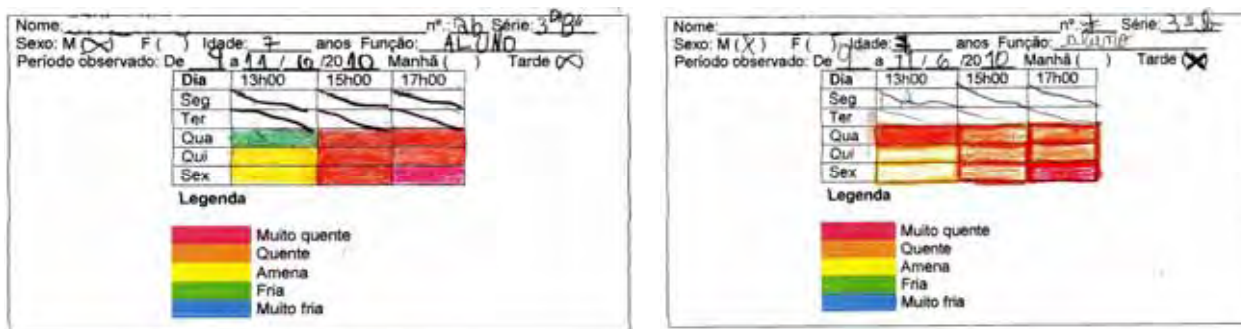 Nome: nº.: 26 Série: 3ª Bª
Sexo: M (X) F ( ) Idade: 7 anos Função: ALUNO
Período observado: De 9 a 11 / 6 /2010 Manhã ( ) Tarde (X)
Dia 13h00 15h00 17h00
Seg
Ter
Qua
Qui
Sex
Legenda
Muito quente
Quente
Amena
Fria
Muito fria
Nome: nº Série: 3ª
Sexo: M (X) F ( ) Idade: anos Função: aluno
Período observado: De 9 a 11 / 6 /2010 Manhã ( ) Tarde (X)
Dia 13h00 15h00 17h00
Seg
Ter
Qua
Qui
Sex
Legenda
Muito quente
Quente
Amena
Fria
Muito fria